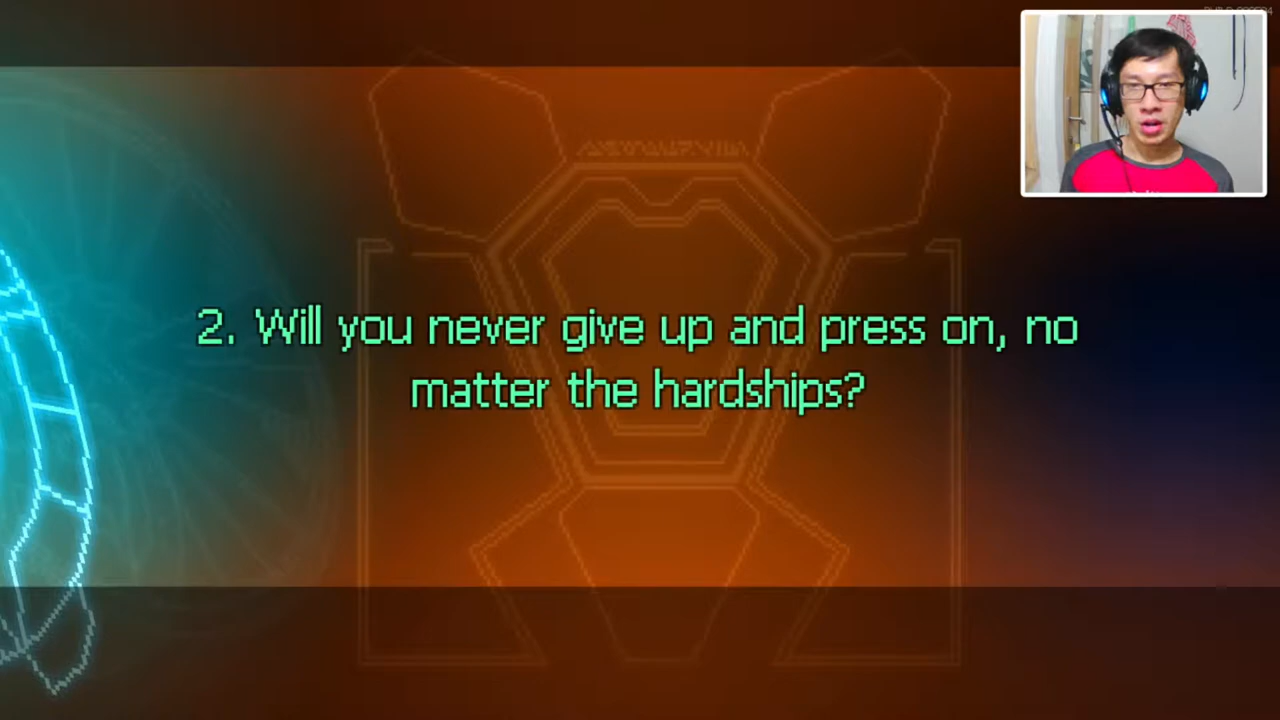 2. Will you never give up and press on, no
matter the hardships?